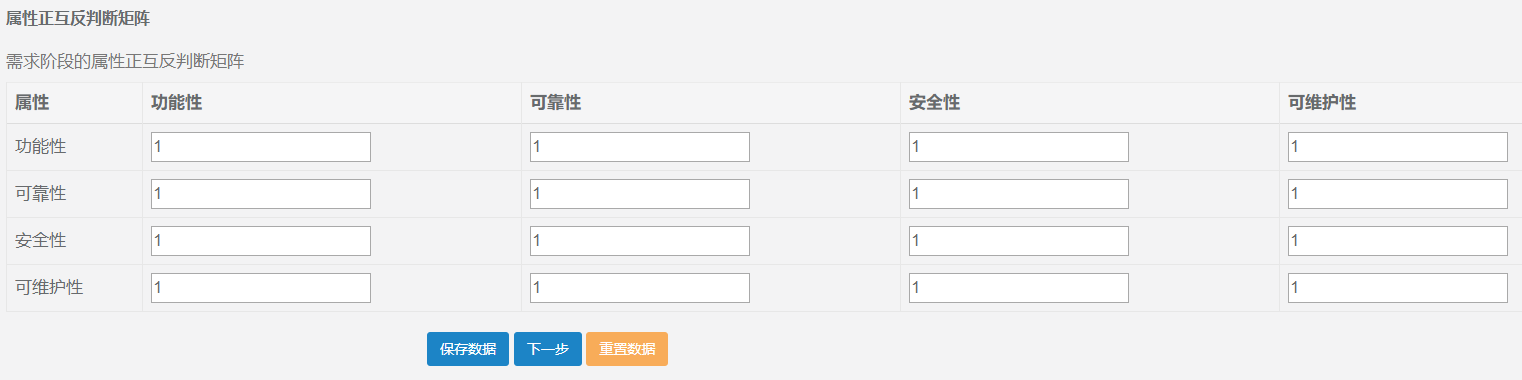 属性正互反判断矩阵
需求阶段的属性正互反判断矩阵
属性 功能性 可靠性 安全性 可维护性
功能性 1 1 1 1
可靠性 1 1 1 1
安全性 1 1 1 1
可维护性 1 1 1 1
保存数据 下一步 重置数据